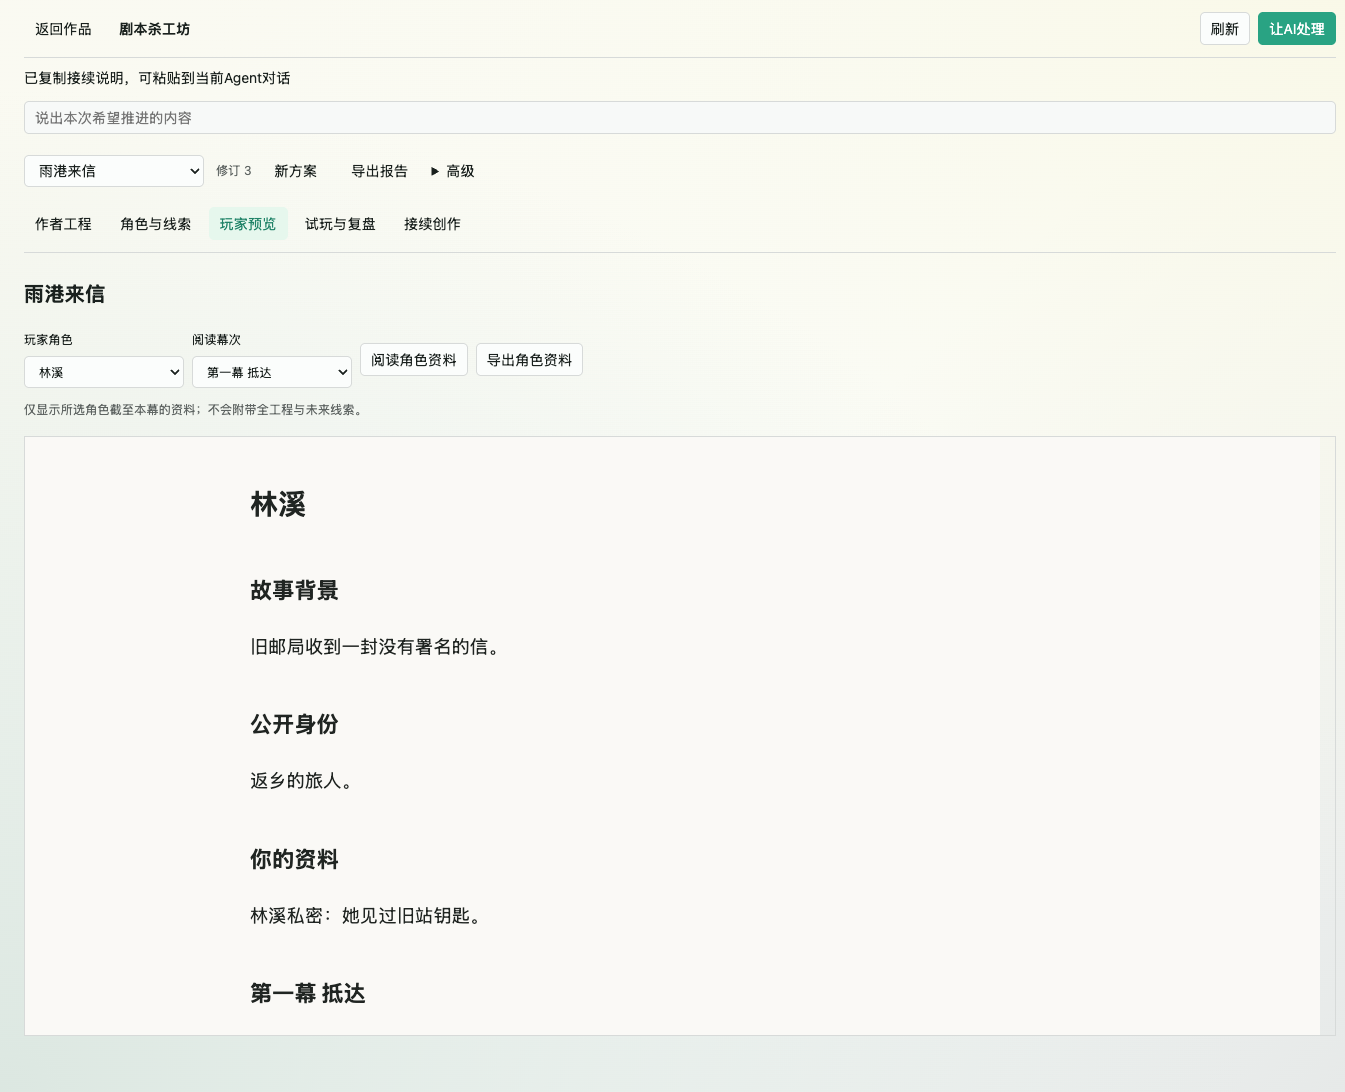 返回作品 剧本杀工坊 刷新 让AI处理
已复制接续说明，可粘贴到当前Agent对话
说出本次希望推进的内容
雨港来信 修订 3 新方案 导出报告 ▶ 高级
作者工程 角色与线索 玩家预览 试玩与复盘 接续创作
雨港来信
玩家角色 阅读幕次
林溪 第一幕 抵达 阅读角色资料 导出角色资料
仅显示所选角色截至本幕的资料；不会附带全工程与未来线索。
林溪
故事背景
旧邮局收到一封没有署名的信。
公开身份
返乡的旅人。
你的资料
林溪私密：她见过旧站钥匙。
第一幕 抵达